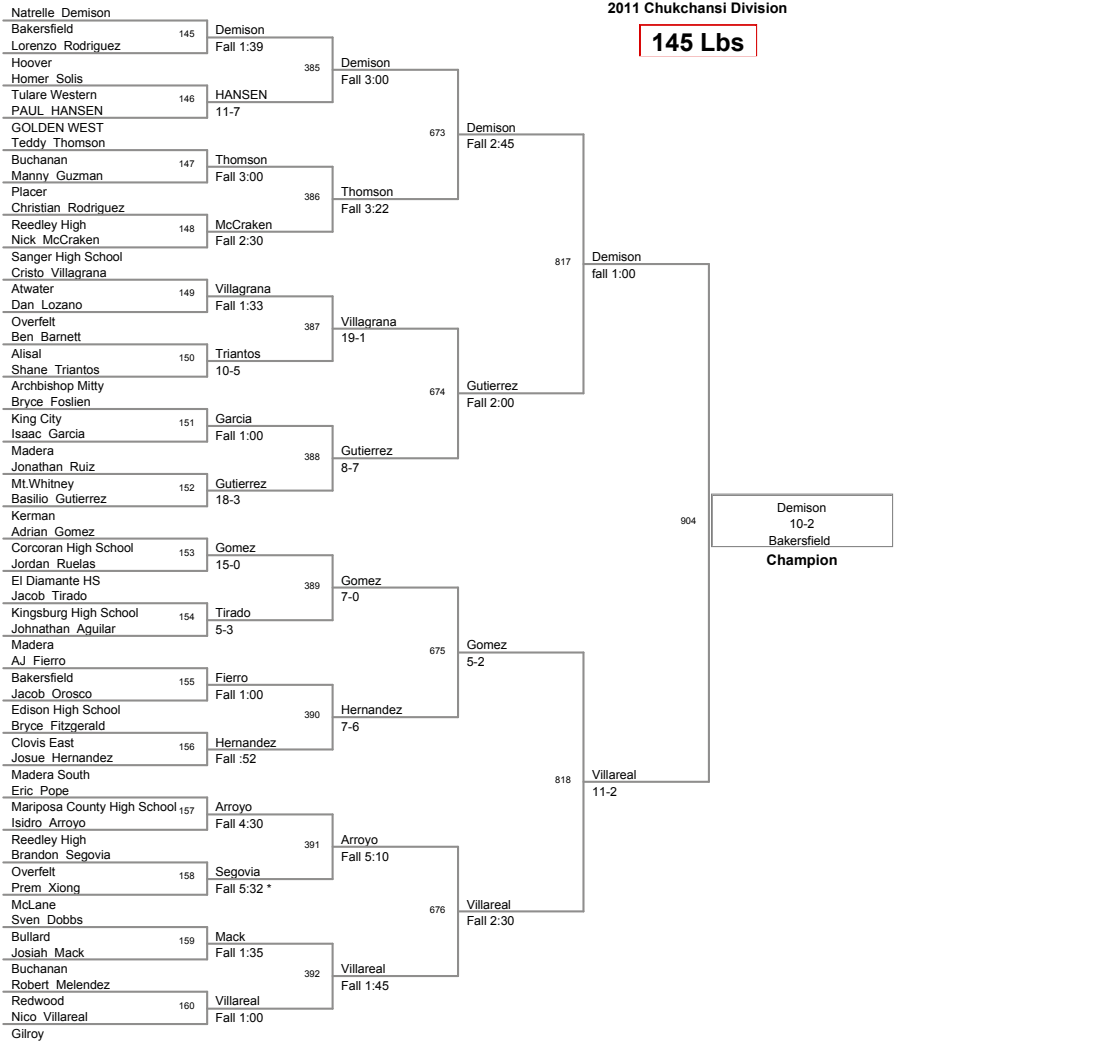 2011 Chukchansi Division
145 Lbs
Natrelle Demison
Bakersfield
145
Lorenzo Rodriguez
Hoover
Homer Solis
Tulare Western
146
PAUL HANSEN
GOLDEN WEST
Teddy Thomson
Buchanan
147
Manny Guzman
Placer
Christian Rodriguez
Reedley High
148
Nick McCraken
Sanger High School
Cristo Villagrana
Atwater
149
Dan Lozano
Overfelt
Ben Barnett
Alisal
150
Shane Triantos
Archbishop Mitty
Bryce Foslien
King City
151
Isaac Garcia
Madera
Jonathan Ruiz
Mt.Whitney
152
Basilio Gutierrez
Kerman
Adrian Gomez
Corcoran High School
153
Jordan Ruelas
El Diamante HS
Jacob Tirado
Kingsburg High School
154
Johnathan Aguilar
Madera
AJ Fierro
Bakersfield
155
Jacob Orosco
Edison High School
Bryce Fitzgerald
Clovis East
156
Josue Hernandez
Madera South
Eric Pope
Mariposa County High School
157
Isidro Arroyo
Reedley High
Brandon Segovia
Overfelt
158
Prem Xiong
McLane
Sven Dobbs
Bullard
159
Josiah Mack
Buchanan
Robert Melendez
Redwood
160
Nico Villareal
Gilroy
Demison
Fall 1:39
385
HANSEN
11-7
Thomson
Fall 3:00
386
McCraken
Fall 2:30
Villagrana
Fall 1:33
387
Triantos
10-5
Garcia
Fall 1:00
388
Gutierrez
18-3
Gomez
15-0
389
Tirado
5-3
Fierro
Fall 1:00
390
Hernandez
Fall :52
Arroyo
Fall 4:30
391
Segovia
Fall 5:32 *
Mack
Fall 1:35
392
Villareal
Fall 1:00
Demison
Fall 3:00
673
Thomson
Fall 3:22
Villagrana
19-1
674
Gutierrez
8-7
Gomez
7-0
675
Hernandez
7-6
Arroyo
Fall 5:10
676
Villareal
Fall 1:45
Demison
Fall 2:45
817
Gutierrez
Fall 2:00
Gomez
5-2
818
Villareal
Fall 2:30
Demison
fall 1:00
904
Villareal
11-2
Demison
10-2
Bakersfield
Champion